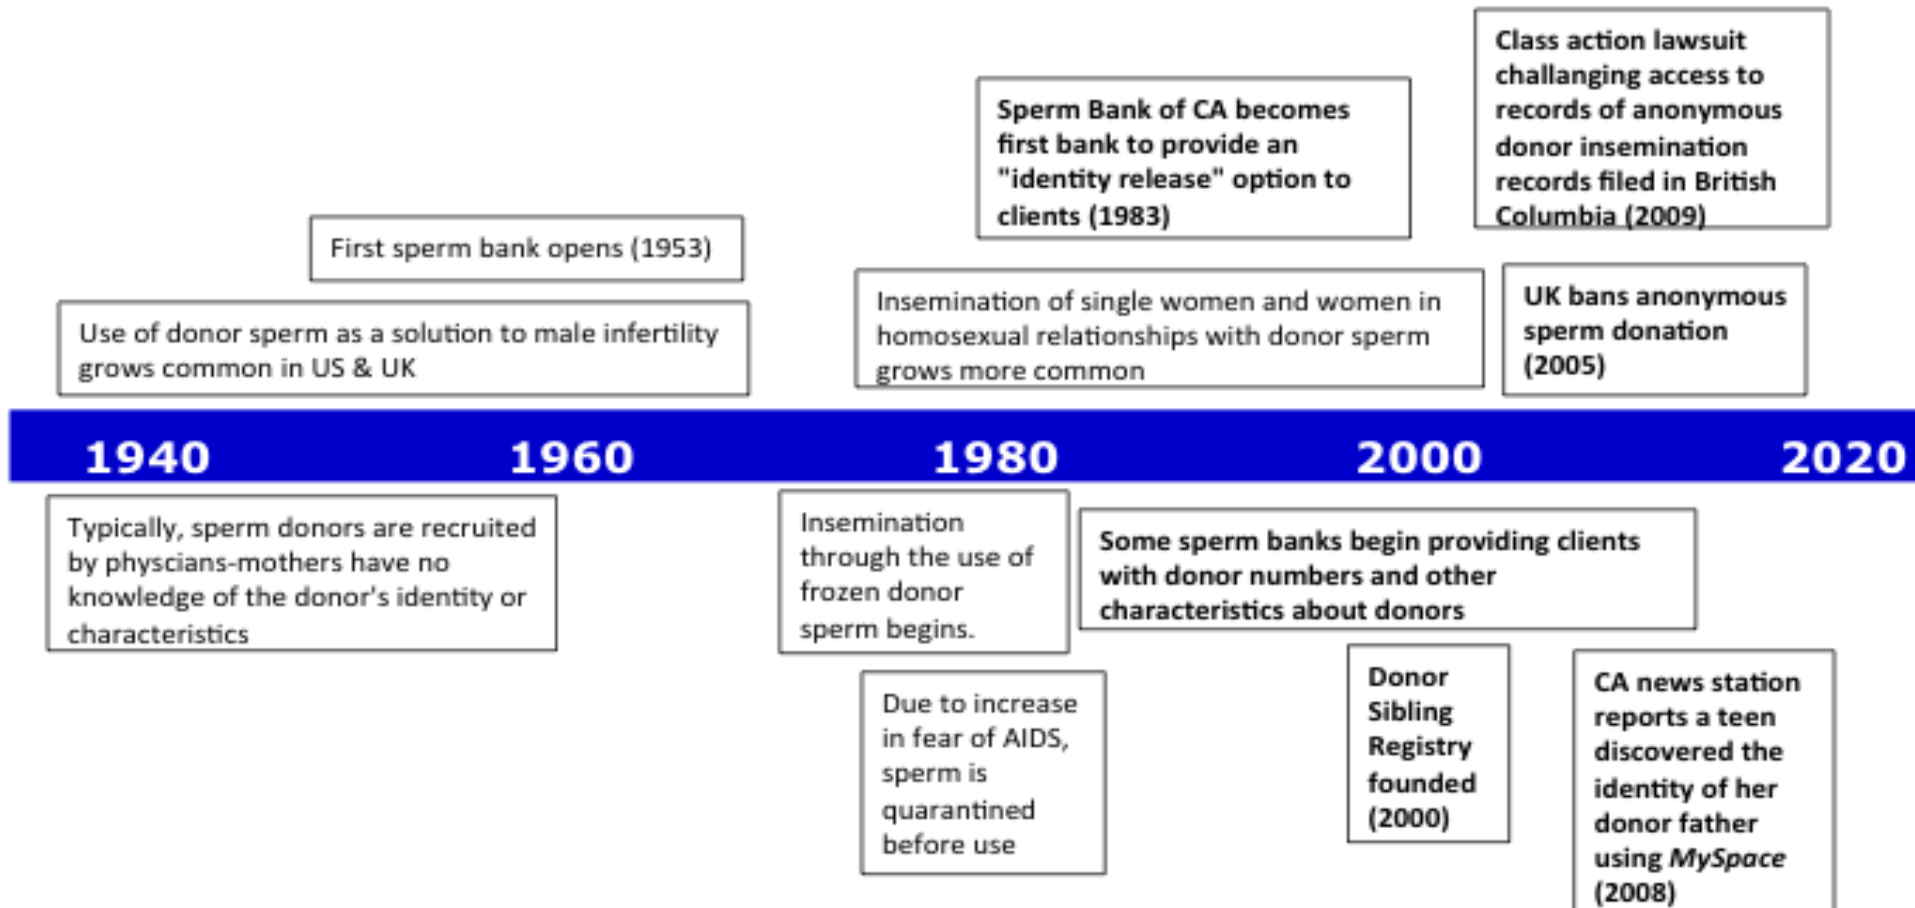 Class action lawsuit
challanging access to
records of anonymous
donor insemination
records filed in British
Columbia (2009)
Sperm Bank of CA becomes
first bank to provide an
"identity release" option to
clients (1983)
First sperm bank opens (1953)
Use of donor sperm as a solution to male infertility
grows common in US & UK
Insemination of single women and women in
homosexual relationships with donor sperm
grows more common
UK bans anonymous
sperm donation
(2005)
1940 1960 1980 2000 2020
Typically, sperm donors are recruited
by physcians-mothers have no
knowledge of the donor's identity or
characteristics
Insemination
through the use of
frozen donor
sperm begins.
Some sperm banks begin providing clients
with donor numbers and other
characteristics about donors
Due to increase
in fear of AIDS,
sperm is
quarantined
before use
Donor
Sibling
Registry
founded
(2000)
CA news station
reports a teen
discovered the
identity of her
donor father
using MySpace
(2008)